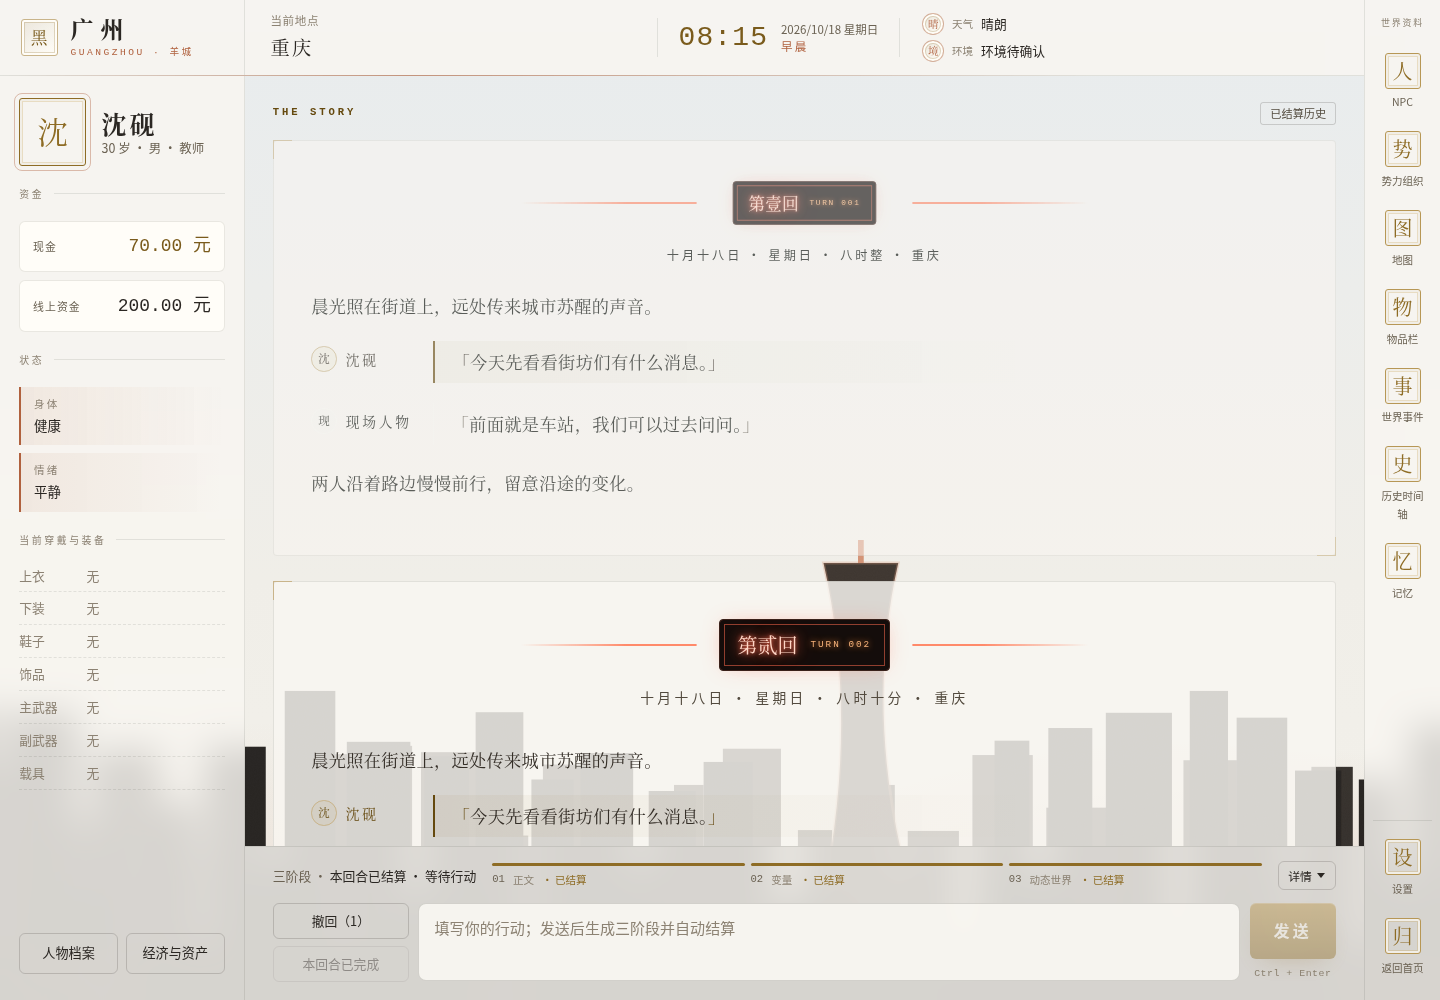 黑
广州
GUANGZHOU · 羊城
当前地点
重庆
08:15
2026/10/18 星期日
早晨
晴 天气 晴朗
境 环境 环境待确认
沈
沈砚
30 岁 • 男 • 教师
资金
现金 70.00 元
线上资金 200.00 元
状态
身体
健康
情绪
平静
当前穿戴与装备
上衣 无
下装 无
鞋子 无
饰品 无
主武器 无
副武器 无
载具 无
人物档案 经济与资产
THE STORY
已结算历史
第壹回 TURN 001
十月十八日 • 星期日 • 八时整 • 重庆
晨光照在街道上，远处传来城市苏醒的声音。
沈 沈砚 「今天先看看街坊们有什么消息。」
现 现场人物 「前面就是车站，我们可以过去问问。」
两人沿着路边慢慢前行，留意沿途的变化。
第贰回 TURN 002
十月十八日 • 星期日 • 八时十分 • 重庆
晨光照在街道上，远处传来城市苏醒的声音。
沈 沈砚 「今天先看看街坊们有什么消息。」
三阶段 • 本回合已结算 • 等待行动
01 正文 • 已结算
02 变量 • 已结算
03 动态世界 • 已结算
详情
撤回（1）
本回合已完成
填写你的行动；发送后生成三阶段并自动结算
发送
Ctrl + Enter
世界资料
人
NPC
势
势力组织
图
地图
物
物品栏
事
世界事件
史
历史时间
轴
忆
记忆
设
设置
归
返回首页